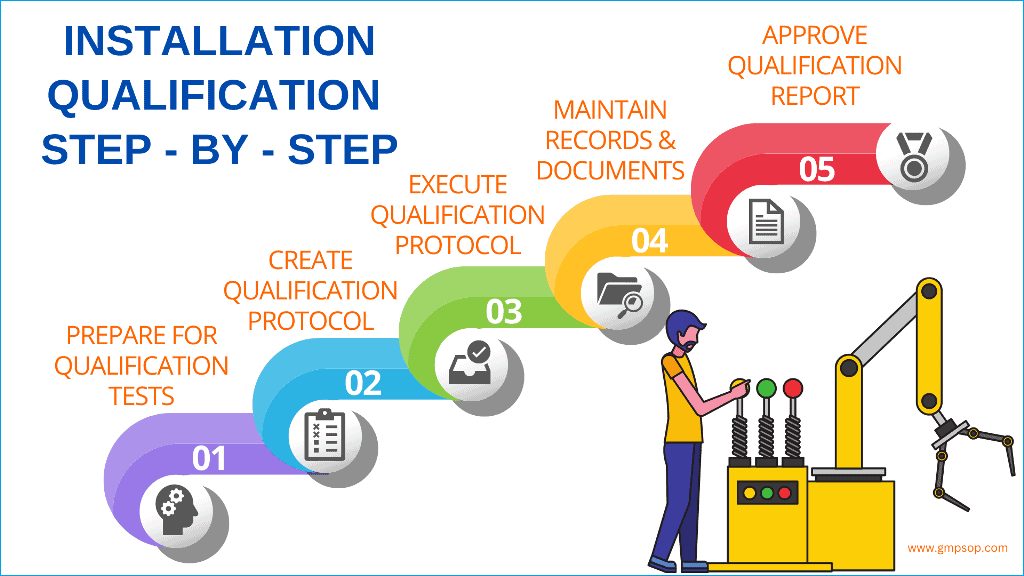 INSTALLATION
QUALIFICATION
STEP - BY - STEP
PREPARE FOR
QUALIFICATION
TESTS
01
CREATE
QUALIFICATION
PROTOCOL
02
EXECUTE
QUALIFICATION
PROTOCOL
03
MAINTAIN
RECORDS &
DOCUMENTS
04
APPROVE
QUALIFICATION
REPORT
05
www.gmpsop.com